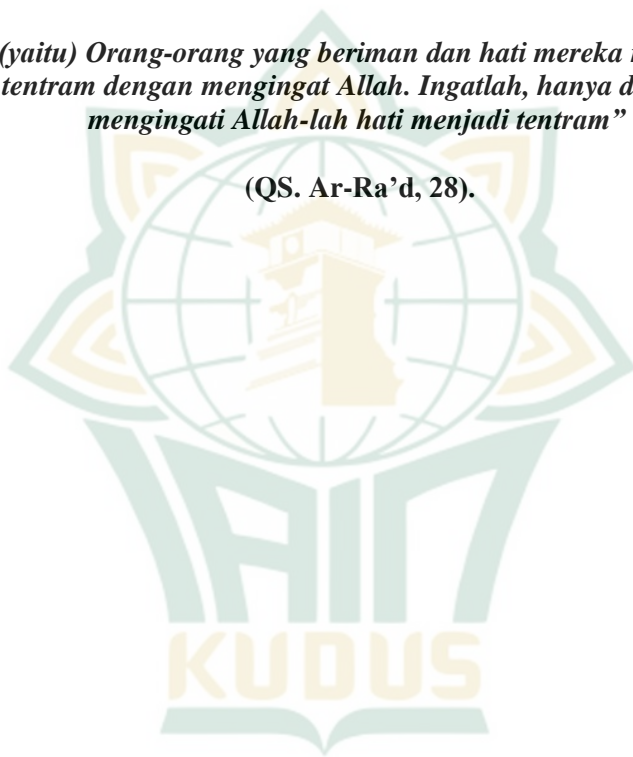 (yaitu) Orang-orang yang beriman dan hati mereka
tentram dengan mengingat Allah. Ingatlah, hanya
mengingati Allah-lah hati menjadi tentram”
(QS. Ar-Ra’d, 28).
IAIN
KUDUS